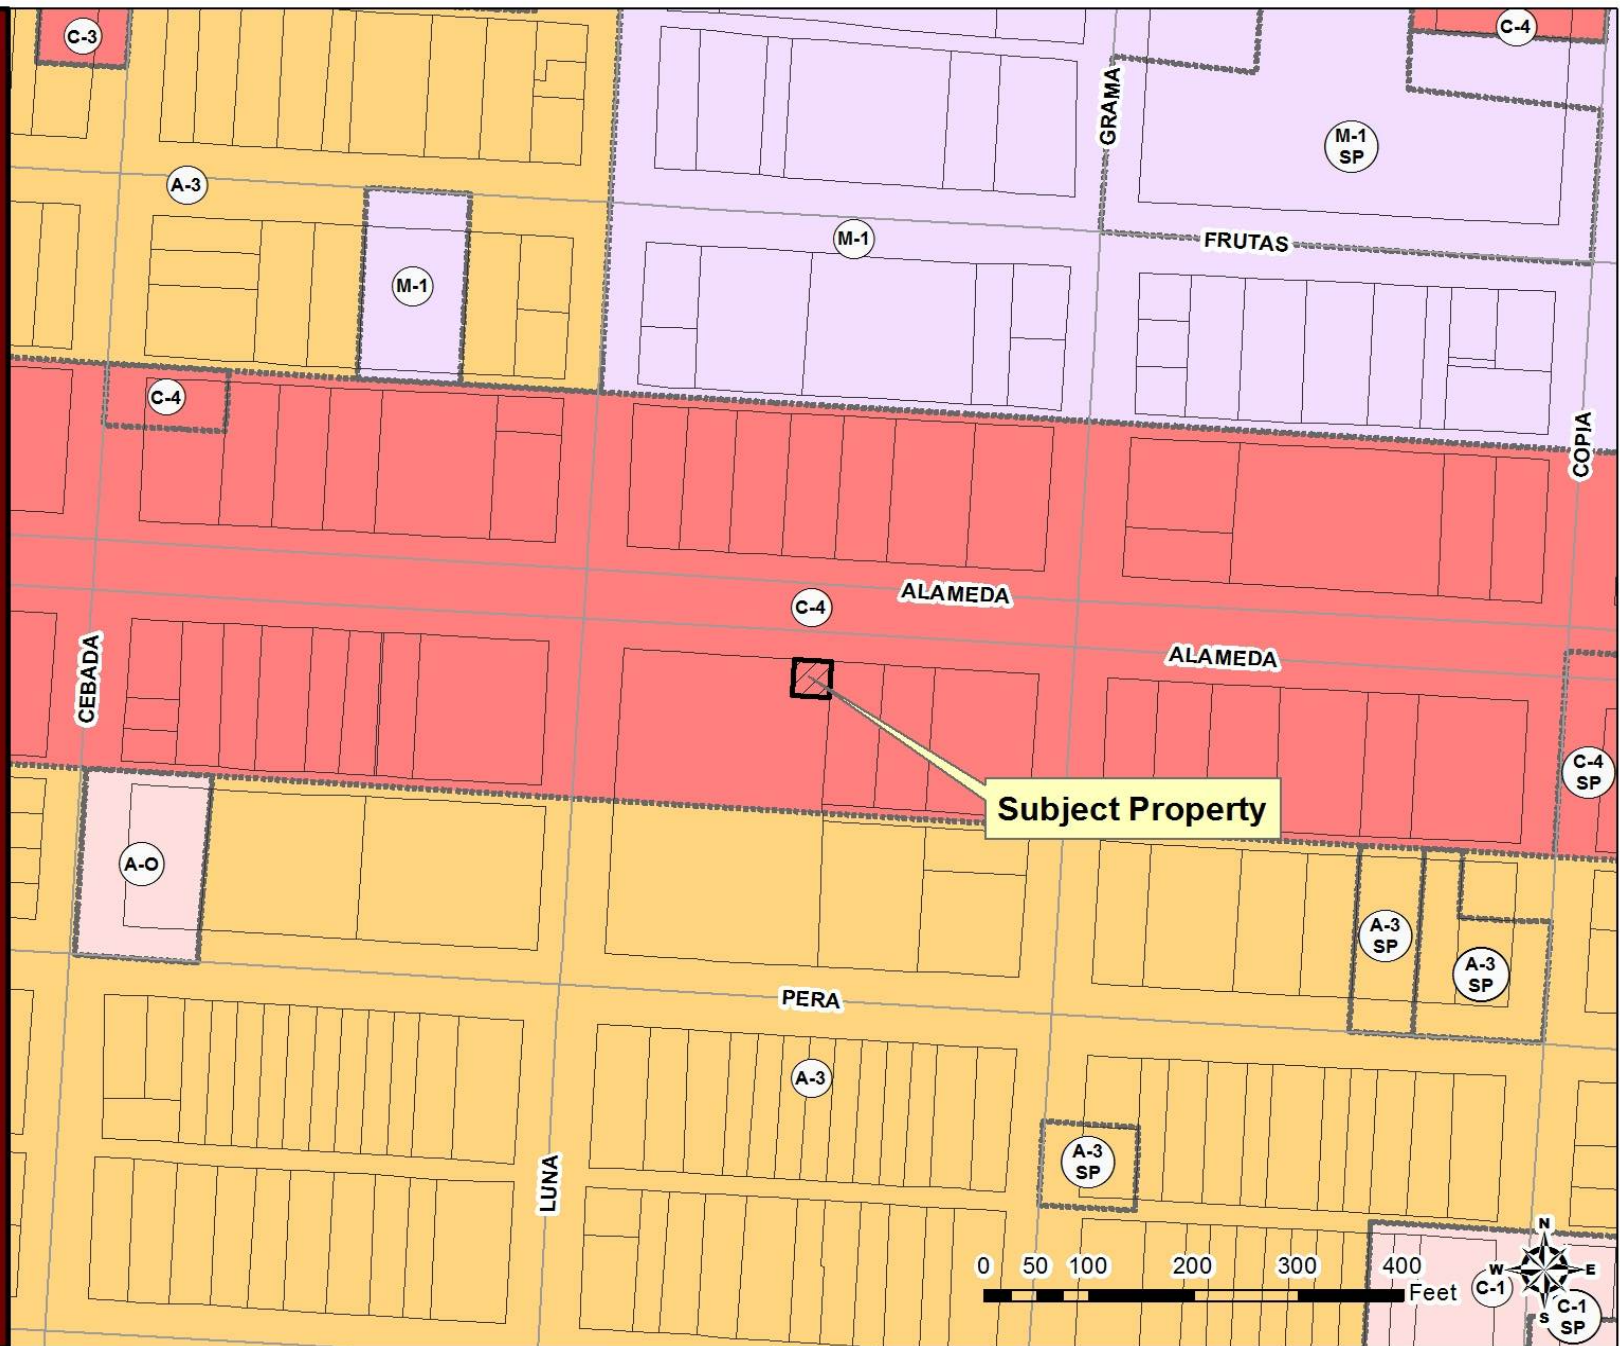 C-3
C-4
GRAMA
M-1
SP
A-3
M-1
FRUTAS
M-1
C-4
COPIA
ALAMEDA
C-4
ALAMEDA
CEBADA
C-4
SP
Subject Property
A-O
A-3
SP
A-3
SP
PERA
A-3
A-3
SP
LUNA
N
0 50 100 200 300 400
Feet
W
E
C-1
S
C-1
SP